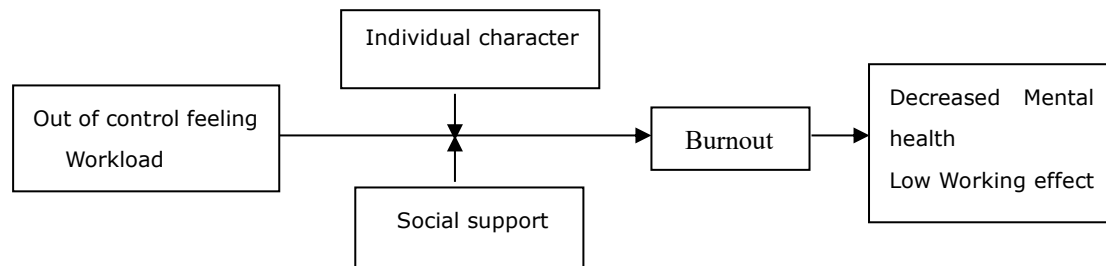 Individual character
Out of control feeling
Workload
Burnout
Decreased Mental
health
Low Working effect
Social support